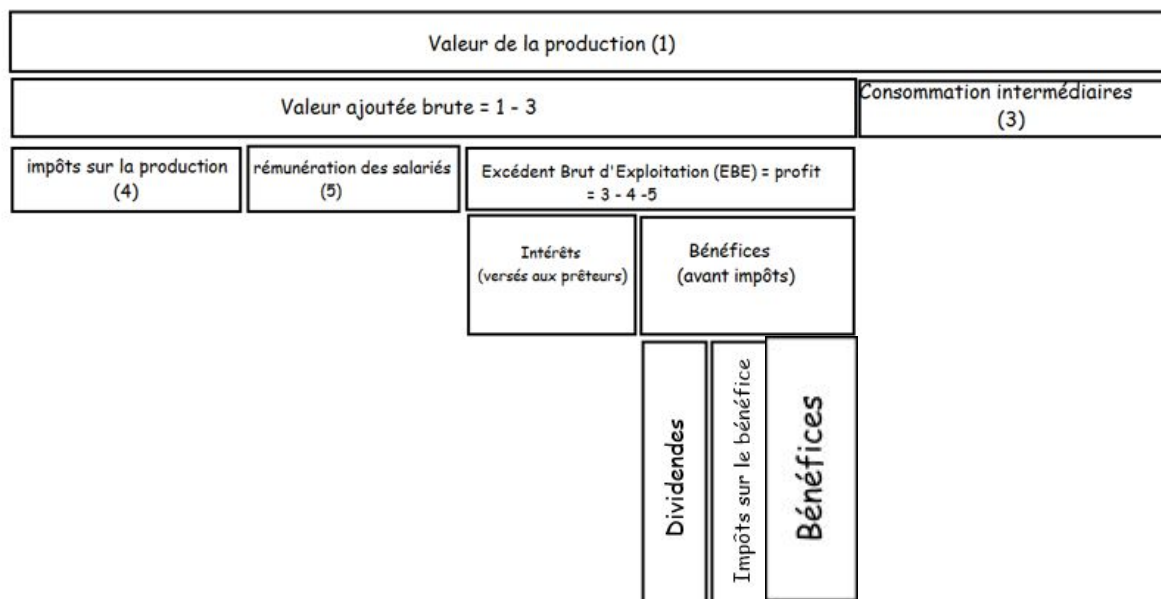 Valeur de la production (1)
Valeur ajoutée brute = 1 - 3
Consommation intermédiaires
(3)
impôts sur la production
(4)
rémunération des salariés
(5)
Excédent Brut d'Exploitation (EBE) = profit
= 3 - 4 -5
Intérêts
(versés aux prêteurs)
Bénéfices
(avant impôts)
Dividendes
Impôts sur le bénéfice
Bénéfices